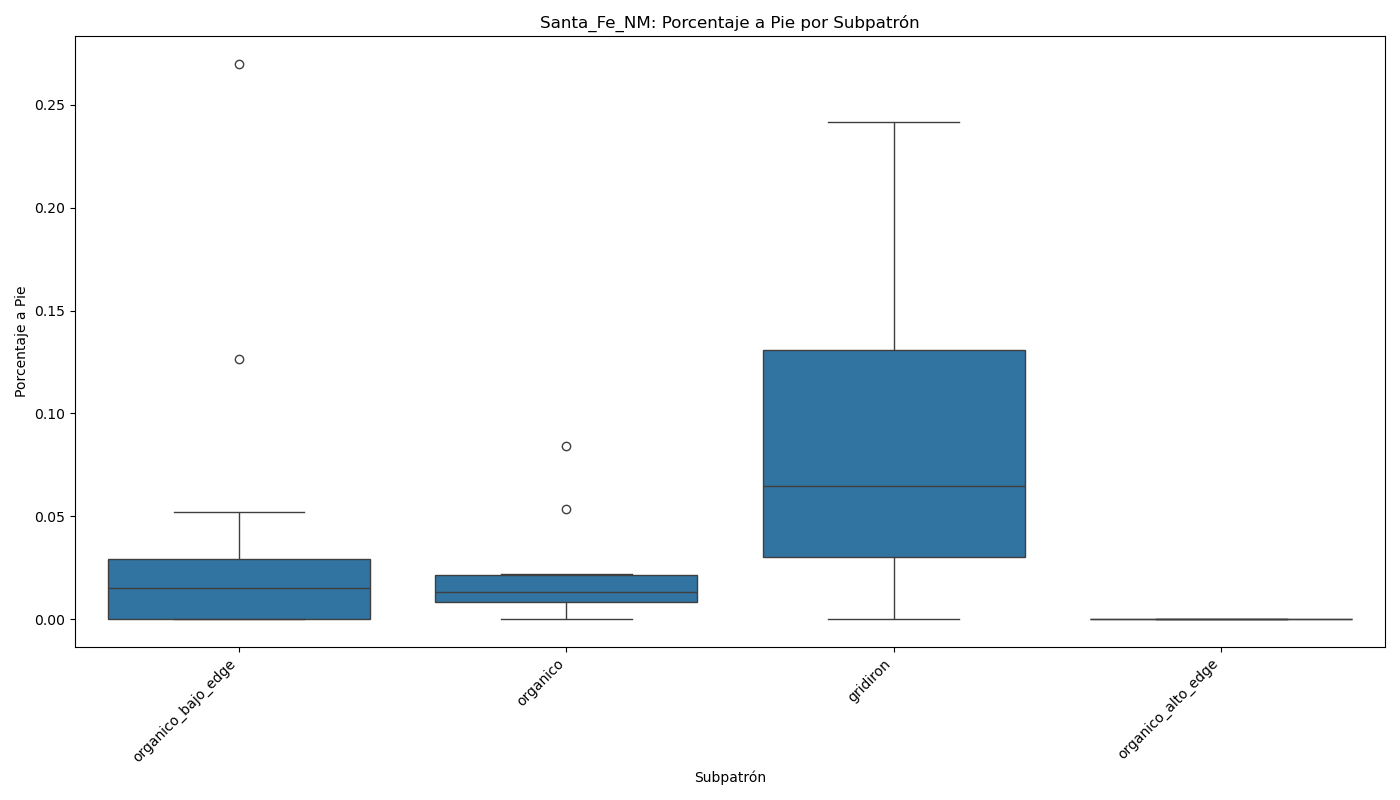 Santa_Fe_NM: Porcentaje a Pie por Subpatrón
Porcentaje a Pie
0.25
0.20
0.15
0.10
0.05
0.00
organico_bajo_edge
organico
gridiron
organico_alto_edge
Subpatrón